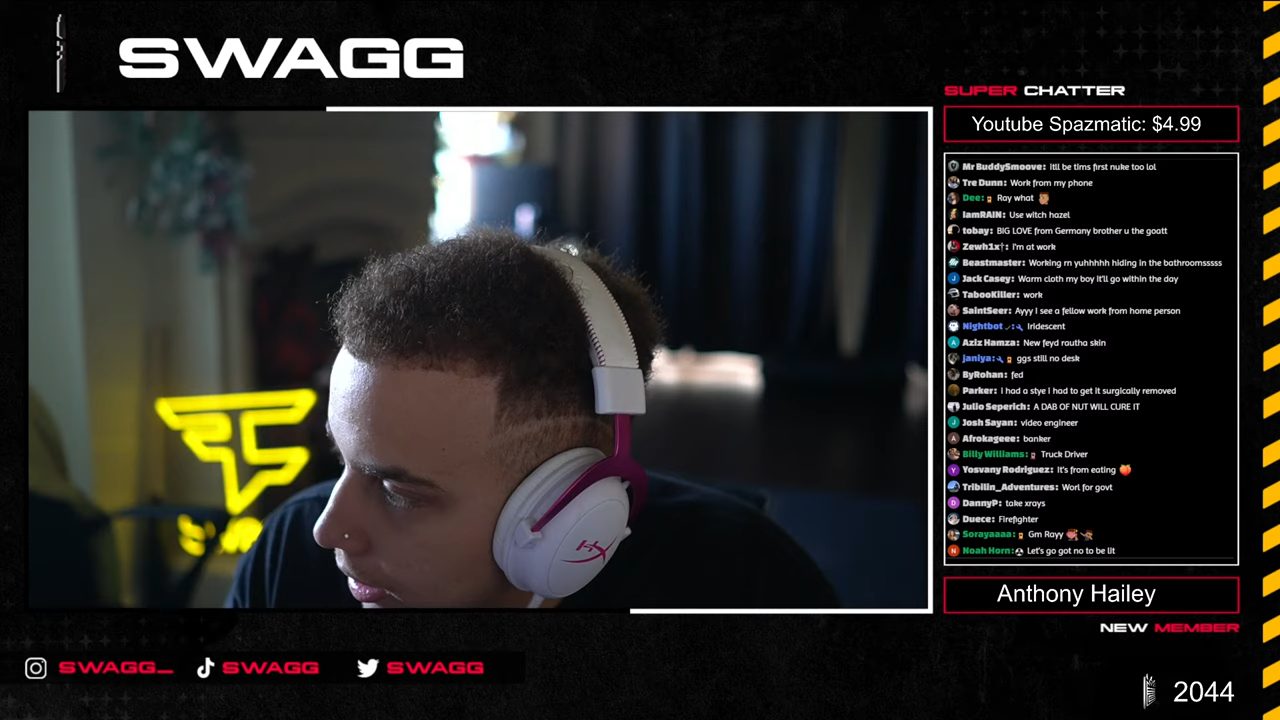 SWAGG
SUPER CHATTER
Youtube Spazmatic: $4.99
Mr BuddySmoove: itll be tims first nuke too lol
Tre Dunn: Work from my phone
Dee: Ray what
IamRAIN: Use witch hazel
tobay: BIG LOVE from Germany brother u the goatt
Zewh1x†: I'm at work
Beastmaster: Working rn yuhhhhh hiding in the bathroomsssss
Jack Casey: Warm cloth my boy it'll go within the day
TabooKiller: work
SaintSeer: Ayyy I see a fellow work from home person
Nightbot: Iridescent
Aziz Hamza: New feyd rautha skin
janiya: ggs still no desk
ByRohan: fed
Parker: i had a stye i had to get it surgically removed
Julio Seperich: A DAB OF NUT WILL CURE IT
Josh Sayan: video engineer
Afrokageee: banker
Billy Williams: Truck Driver
Yosvany Rodriguez: It's from eating
Tribilin_Adventures: Worl for govt
DannyP: take xrays
Duece: Firefighter
Sorayaaaa: Gm Rayy
Noah Horn: Let's go got no to be lit
Anthony Hailey
NEW MEMBER
SWAGG_ SWAGG SWAGG
2044